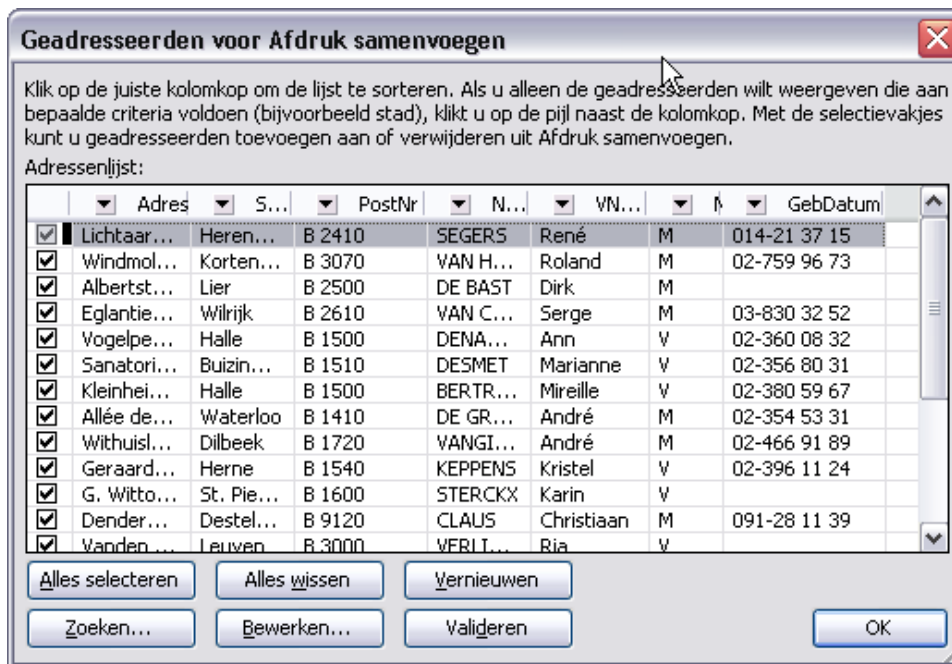 Geadresseerden voor Afdruk samenvoegen
Klik op de juiste kolomkop om de lijst te sorteren. Als u alleen de geadresseerden wilt weergeven die aan
bepaalde criteria voldoen (bijvoorbeeld stad), klikt u op de pijl naast de kolomkop. Met de selectievakjes
kunt u geadresseerden toevoegen aan of verwijderen uit Afdruk samenvoegen.
Adressenlijst:
Adres S... PostNr N... VN... GebDatum
Lichtaar... Heren... B 2410 SEGERS René M 014-21 37 15
Windmol... Korten... B 3070 VAN H... Roland M 02-759 96 73
Albertst... Lier B 2500 DE BAST Dirk M
Eglantie... Wilrijk B 2610 VAN C... Serge M 03-830 32 52
Vogelpe... Halle B 1500 DENA... Ann V 02-360 08 32
Sanatori... Buizin... B 1510 DESMET Marianne V 02-356 80 31
Kleinhei... Halle B 1500 BERTR... Mireille V 02-380 59 67
Allée de... Waterloo B 1410 DE GR... André M 02-354 53 31
Withuisl... Dilbeek B 1720 VANGI... André M 02-466 91 89
Geraard... Herne B 1540 KEPPENS Kristel V 02-396 11 24
G. Witto... St. Pie... B 1600 STERCKX Karin V
Dender... Destel... B 9120 CLAUS Christiaan M 091-28 11 39
Vanden ... Leuven B 3000 VERLI... Ria V
Alles selecteren Alles wissen Vernieuwen
Zoeken... Bewerken... Valideren OK